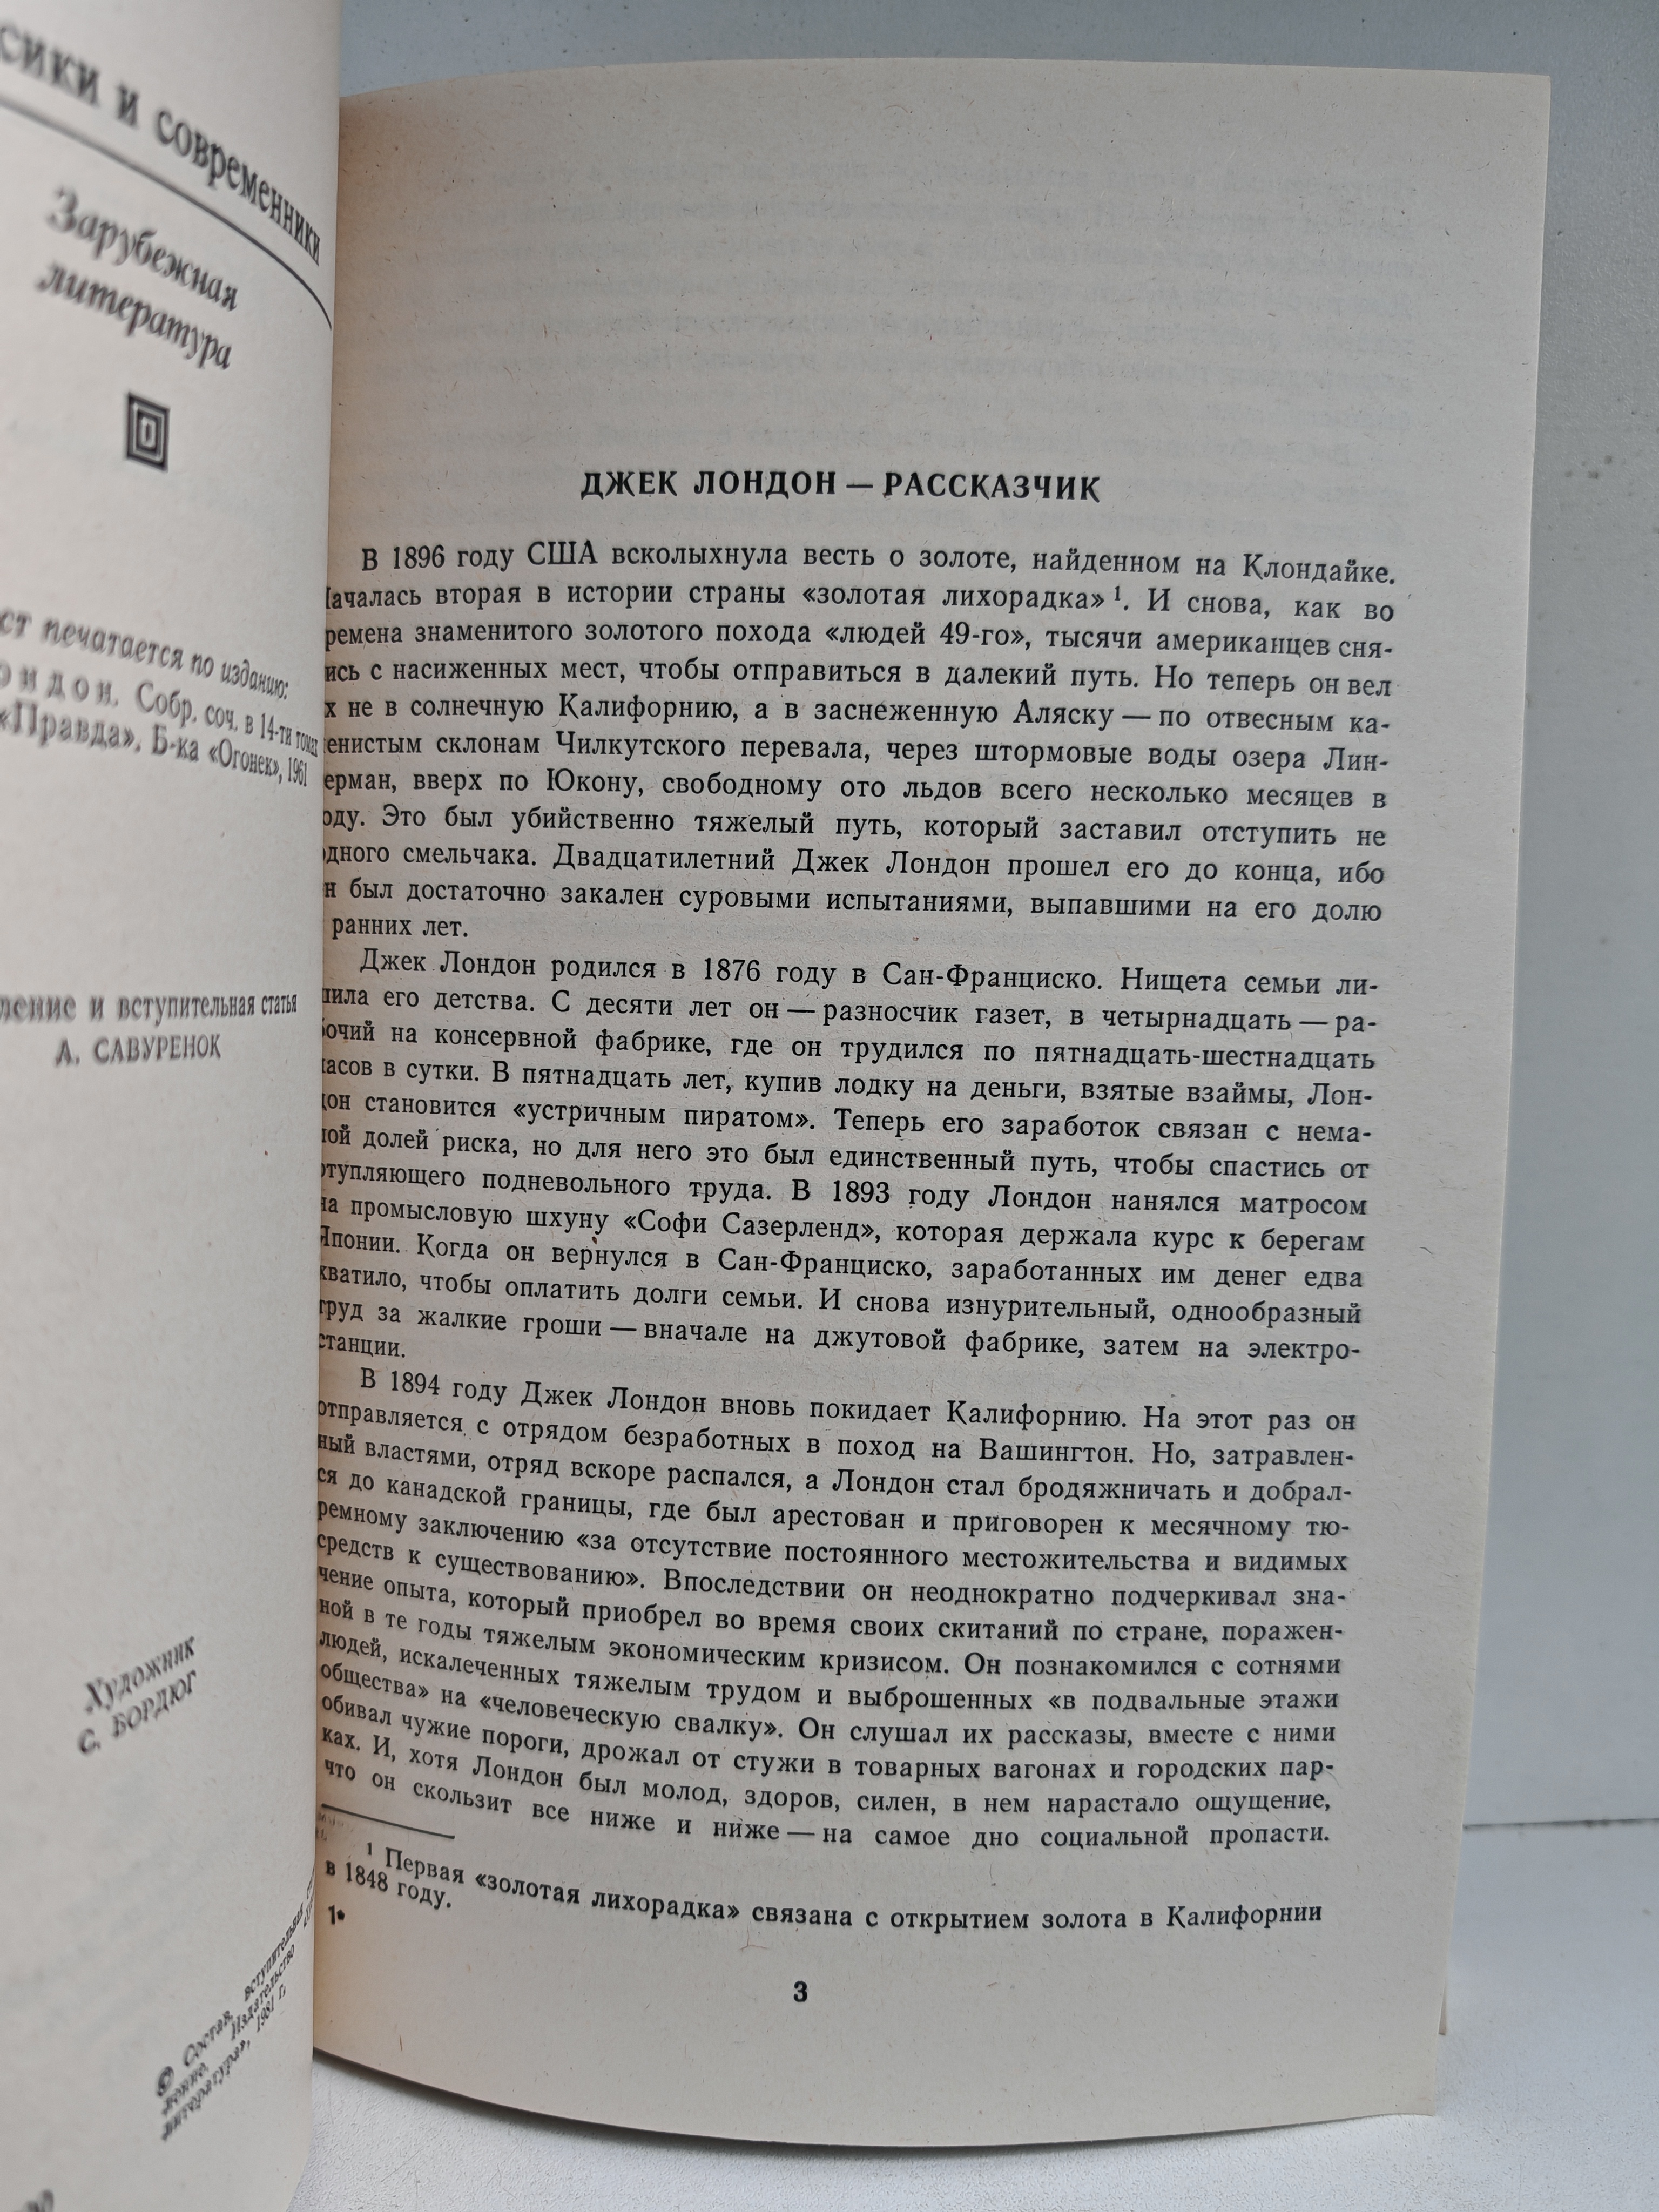 и современники
Зарубежная
литература
печатается по изданию:
Собр. соч. в 14-ти томах
«Правда», Б-ка «Огонек», 1961
и вступительная статья
А. САВУРЕНОК
Художник
С. БОРДЮГ
ДЖЕК ЛОНДОН — РАССКАЗЧИК
В 1896 году США всколыхнула весть о золоте, найденном на Клондайке.
ачалась вторая в истории страны «золотая лихорадка» ¹. И снова, как во
ремена знаменитого золотого похода «людей 49-го», тысячи американцев сня-
ись с насиженных мест, чтобы отправиться в далекий путь. Но теперь он вел
х не в солнечную Калифорнию, а в заснеженную Аляску — по отвесным ка-
енистым склонам Чилкутского перевала, через штормовые воды озера Лин-
ерман, вверх по Юкону, свободному ото льдов всего несколько месяцев в
оду. Это был убийственно тяжелый путь, который заставил отступить не
одного смельчака. Двадцатилетний Джек Лондон прошел его до конца, ибо
н был достаточно закален суровыми испытаниями, выпавшими на его долю
ранних лет.
Джек Лондон родился в 1876 году в Сан-Франциско. Нищета семьи ли-
шила его детства. С десяти лет он — разносчик газет, в четырнадцать — ра-
бочий на консервной фабрике, где он трудился по пятнадцать-шестнадцать
часов в сутки. В пятнадцать лет, купив лодку на деньги, взятые взаймы, Лон-
дон становится «устричным пиратом». Теперь его заработок связан с нема-
лой долей риска, но для него это был единственный путь, чтобы спастись от
отупляющего подневольного труда. В 1893 году Лондон нанялся матросом
на промысловую шхуну «Софи Сазерленд», которая держала курс к берегам
Японии. Когда он вернулся в Сан-Франциско, заработанных им денег едва
хватило, чтобы оплатить долги семьи. И снова изнурительный, однообразный
труд за жалкие гроши — вначале на джутовой фабрике, затем на электро-
станции.
В 1894 году Джек Лондон вновь покидает Калифорнию. На этот раз он
отправляется с отрядом безработных в поход на Вашингтон. Но, затравлен-
ный властями, отряд вскоре распался, а Лондон стал бродяжничать и добрал-
ся до канадской границы, где был арестован и приговорен к месячному тю-
ремному заключению «за отсутствие постоянного местожительства и видимых
средств к существованию». Впоследствии он неоднократно подчеркивал зна-
чение опыта, который приобрел во время своих скитаний по стране, поражен-
ной в те годы тяжелым экономическим кризисом. Он познакомился с сотнями
людей, искалеченных тяжелым трудом и выброшенных «в подвальные этажи
общества» на «человеческую свалку». Он слушал их рассказы, вместе с ними
обивал чужие пороги, дрожал от стужи в товарных вагонах и городских пар-
ках. И, хотя Лондон был молод, здоров, силен, в нем нарастало ощущение,
что он скользит все ниже и ниже — на самое дно социальной пропасти.
¹ Первая «золотая лихорадка» связана с открытием золота в Калифорнии
в 1848 году.
1*
3